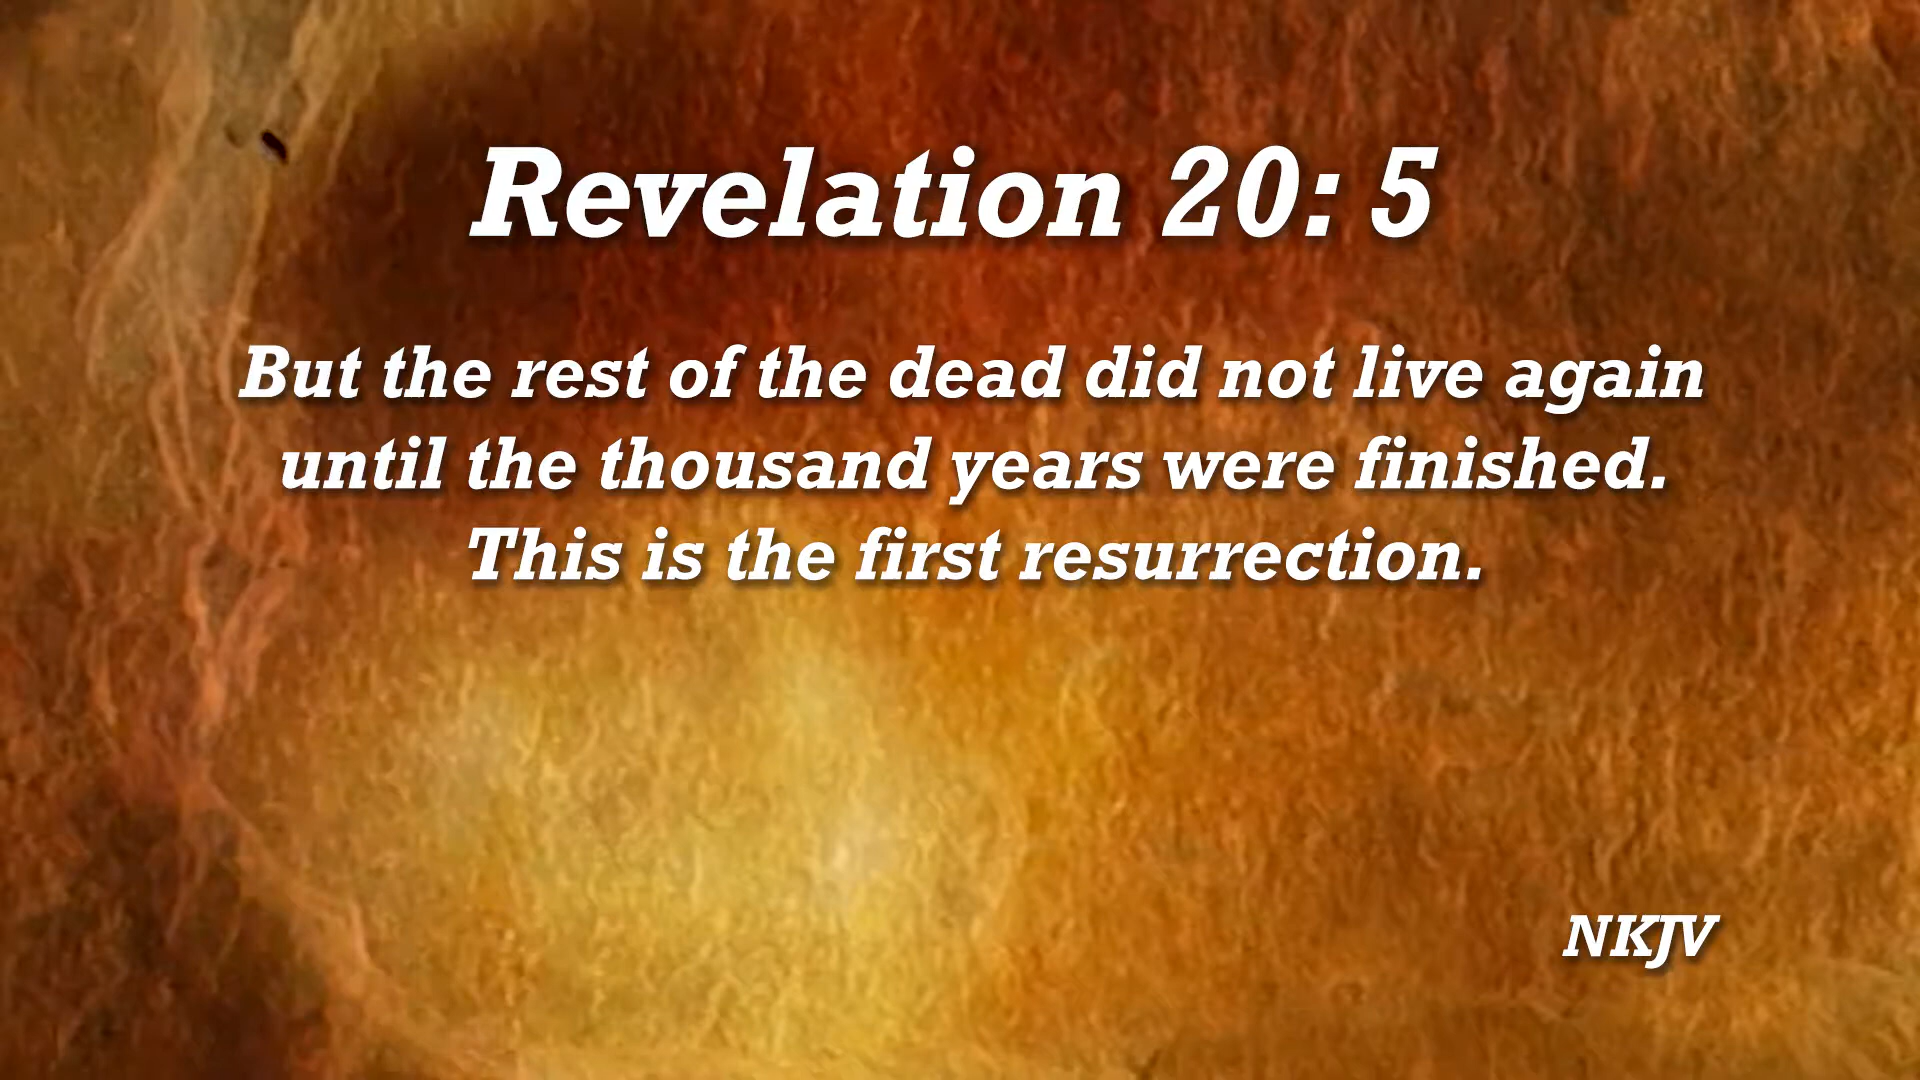 Revelation 20: 5
But the rest of the dead did not live again
until the thousand years were finished.
This is the first resurrection.
NKJV